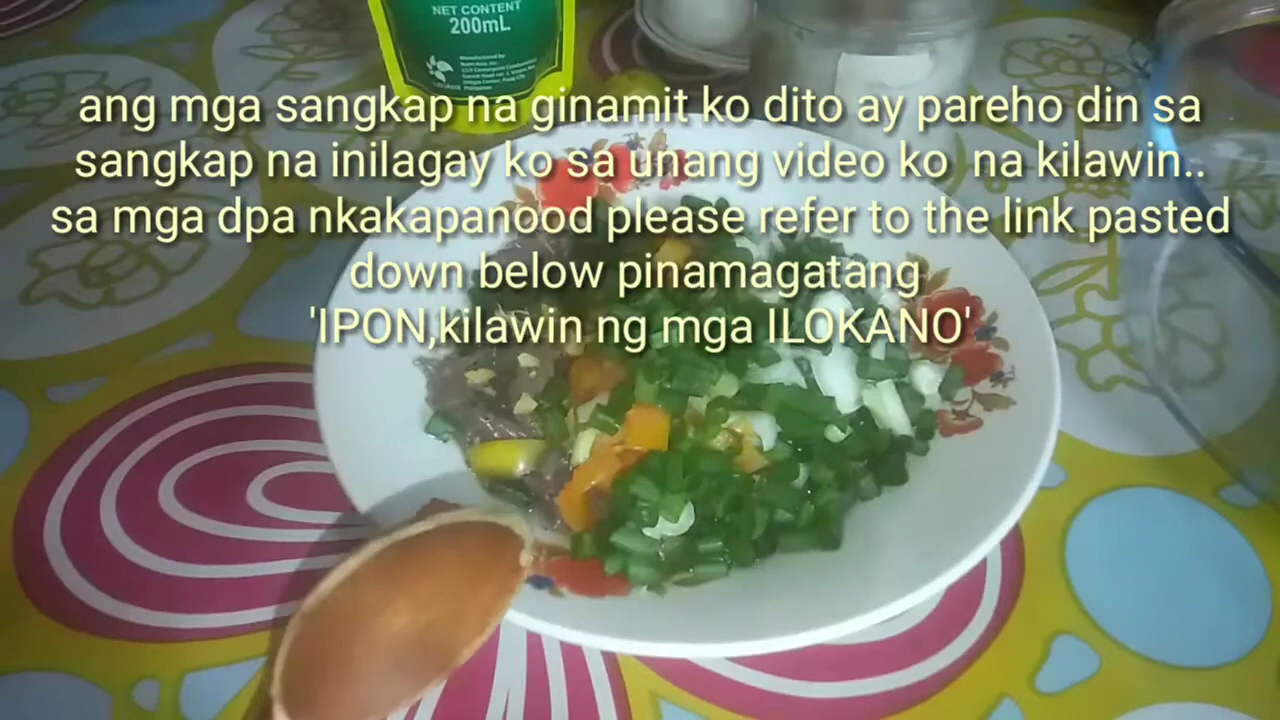 NET CONTENT
200mL
Manufactured by:
ang mga sangkap na ginamit ko dito ay pareho din sa
sangkap na inilagay ko sa unang video ko na kilawin..
sa mga dpa nkakapanood please refer to the link pasted
down below pinamagatang
'IPON,kilawin ng mga ILOKANO'